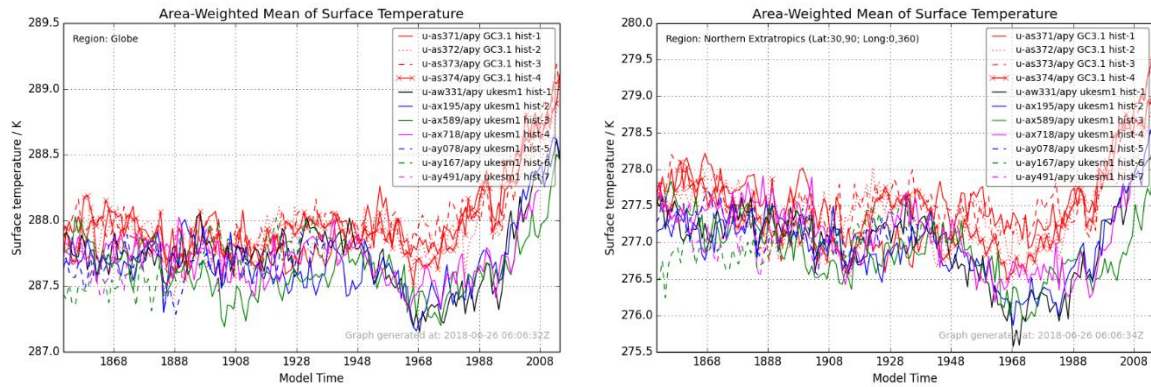 Area-Weighted Mean of Surface Temperature
289.5
289.0
288.5
288.0
287.5
287.0
Surface temperature / K
Region: Globe
u-as371/apy GC3.1 hist-1
u-as372/apy GC3.1 hist-2
u-as373/apy GC3.1 hist-3
u-as374/apy GC3.1 hist-4
u-aw331/apy ukesm1 hist-1
u-ax195/apy ukesm1 hist-2
u-ax589/apy ukesm1 hist-3
u-ax718/apy ukesm1 hist-4
u-ay078/apy ukesm1 hist-5
u-ay167/apy ukesm1 hist-6
u-ay491/apy ukesm1 hist-7
Graph generated at: 2018-06-26 06:06:32Z
1868 1888 1908 1928 1948 1968 1988 2008
Model Time
Area-Weighted Mean of Surface Temperature
280.0
279.5
279.0
278.5
278.0
277.5
277.0
276.5
276.0
275.5
Surface temperature / K
Region: Northern Extratropics (Lat:30,90; Long:0,360)
u-as371/apy GC3.1 hist-1
u-as372/apy GC3.1 hist-2
u-as373/apy GC3.1 hist-3
u-as374/apy GC3.1 hist-4
u-aw331/apy ukesm1 hist-1
u-ax195/apy ukesm1 hist-2
u-ax589/apy ukesm1 hist-3
u-ax718/apy ukesm1 hist-4
u-ay078/apy ukesm1 hist-5
u-ay167/apy ukesm1 hist-6
u-ay491/apy ukesm1 hist-7
Graph generated at: 2018-06-26 06:06:34Z
1868 1888 1908 1928 1948 1968 1988 2008
Model Time